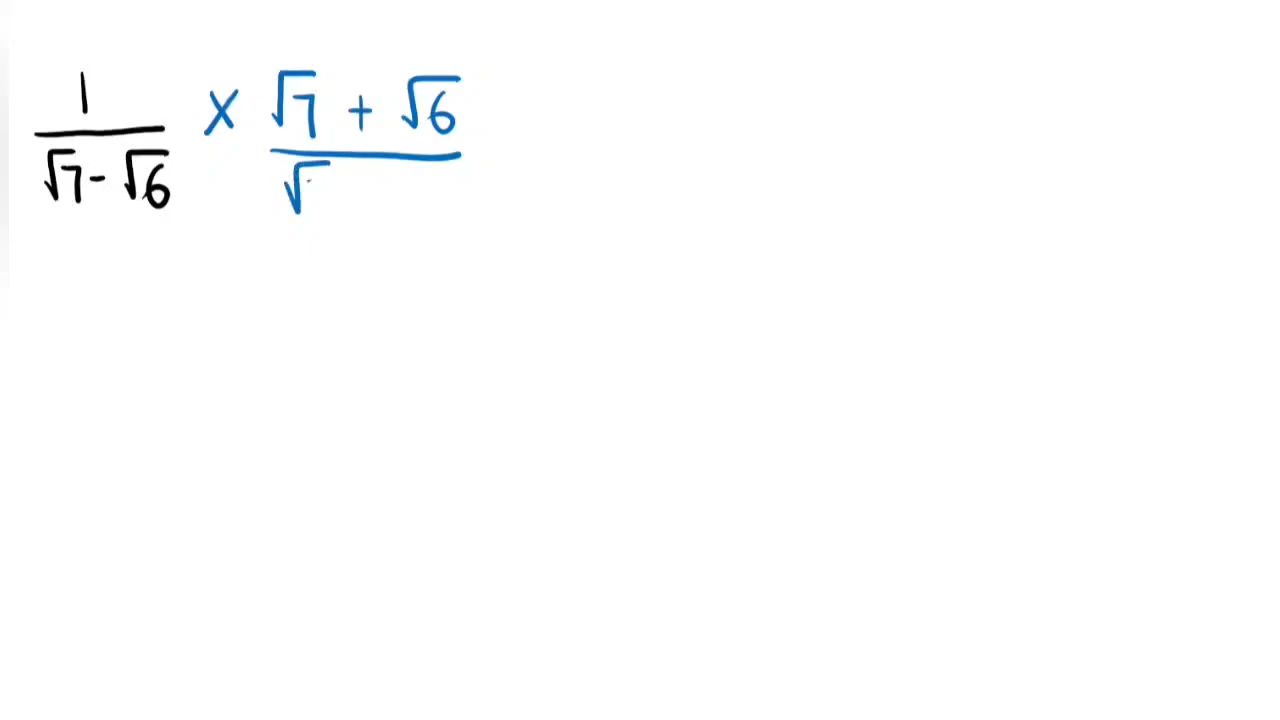 1 × √7 + √6
√7 - √6 √